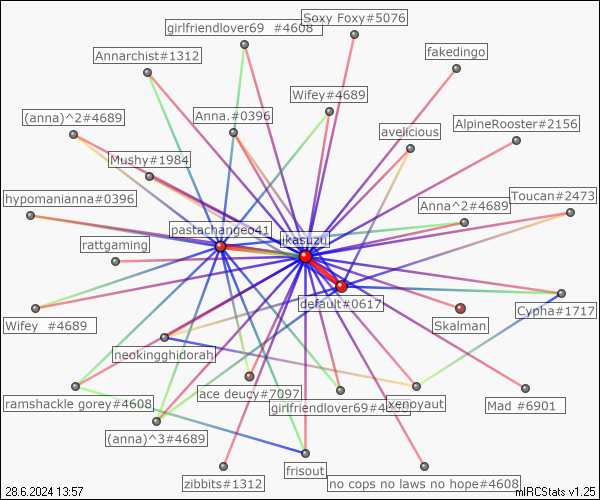 Soxy Foxy#5076
girlfriendlover69 #4608
fakedingo
Annarchist#1312
Wifey#4689
(anna)^2#4689
Anna.#0396
avelicious
AlpineRooster#2156
Mushy#1984
hypomanianna#0396
Anna^2#4689
Toucan#2473
pastachangeo41
jikasuzu
rattgaming
default#0617
Cypha#1717
Wifey #4689
Skalman
neokingghidorah
ace deucy#7097
xenoyaut
ramshackle gorey#4608
girlfriendlover69#4
Mad #6901
(anna)^3#4689
frisout
zibbits#1312
no cops no laws no hope#4608
28.6.2024 13:57
mIRCStats v1.25